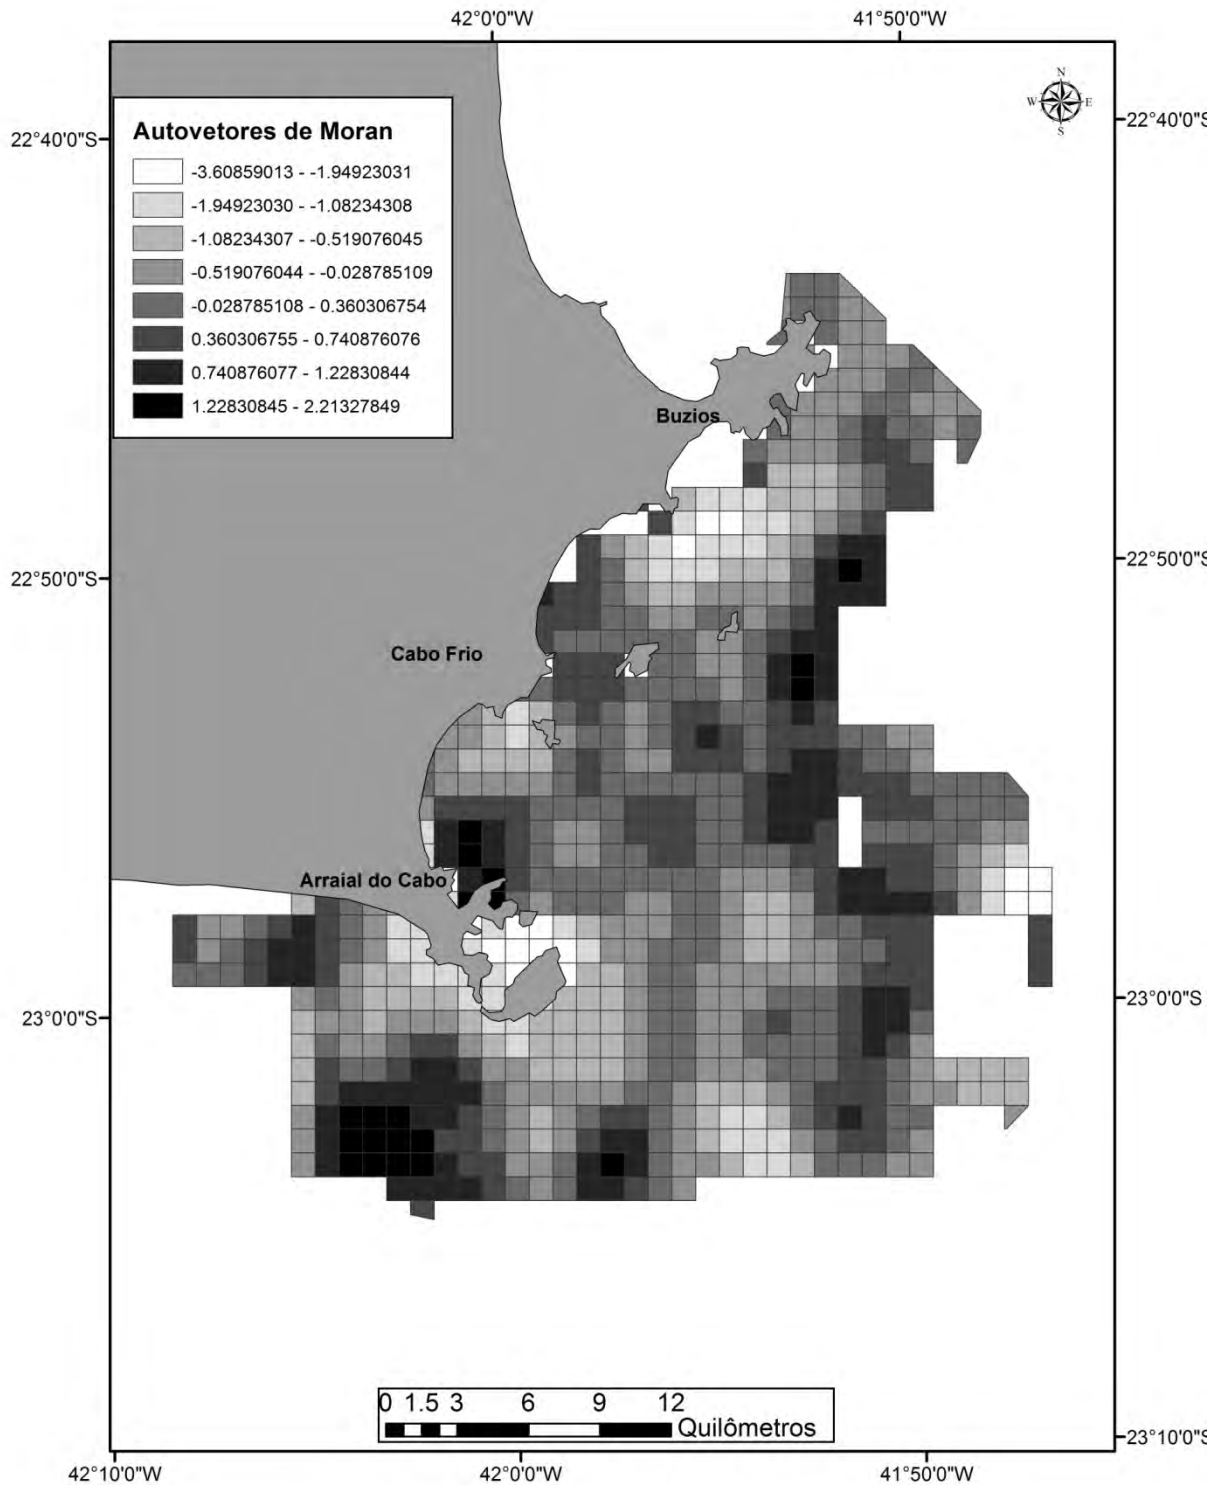 42°0'0"W 41°50'0"W
N
W E
S
22°40'0"S 22°40'0"S
Autovetores de Moran
-3.60859013 - -1.94923031
-1.94923030 - -1.08234308
-1.08234307 - -0.519076045
-0.519076044 - -0.028785109
-0.028785108 - 0.360306754
0.360306755 - 0.740876076
0.740876077 - 1.22830844
1.22830845 - 2.21327849
Buzios
22°50'0"S 22°50'0"S
Cabo Frio
Arraial do Cabo
23°0'0"S 23°0'0"S
0 1.5 3 6 9 12
Quilômetros
23°10'0"S
42°10'0"W 42°0'0"W 41°50'0"W